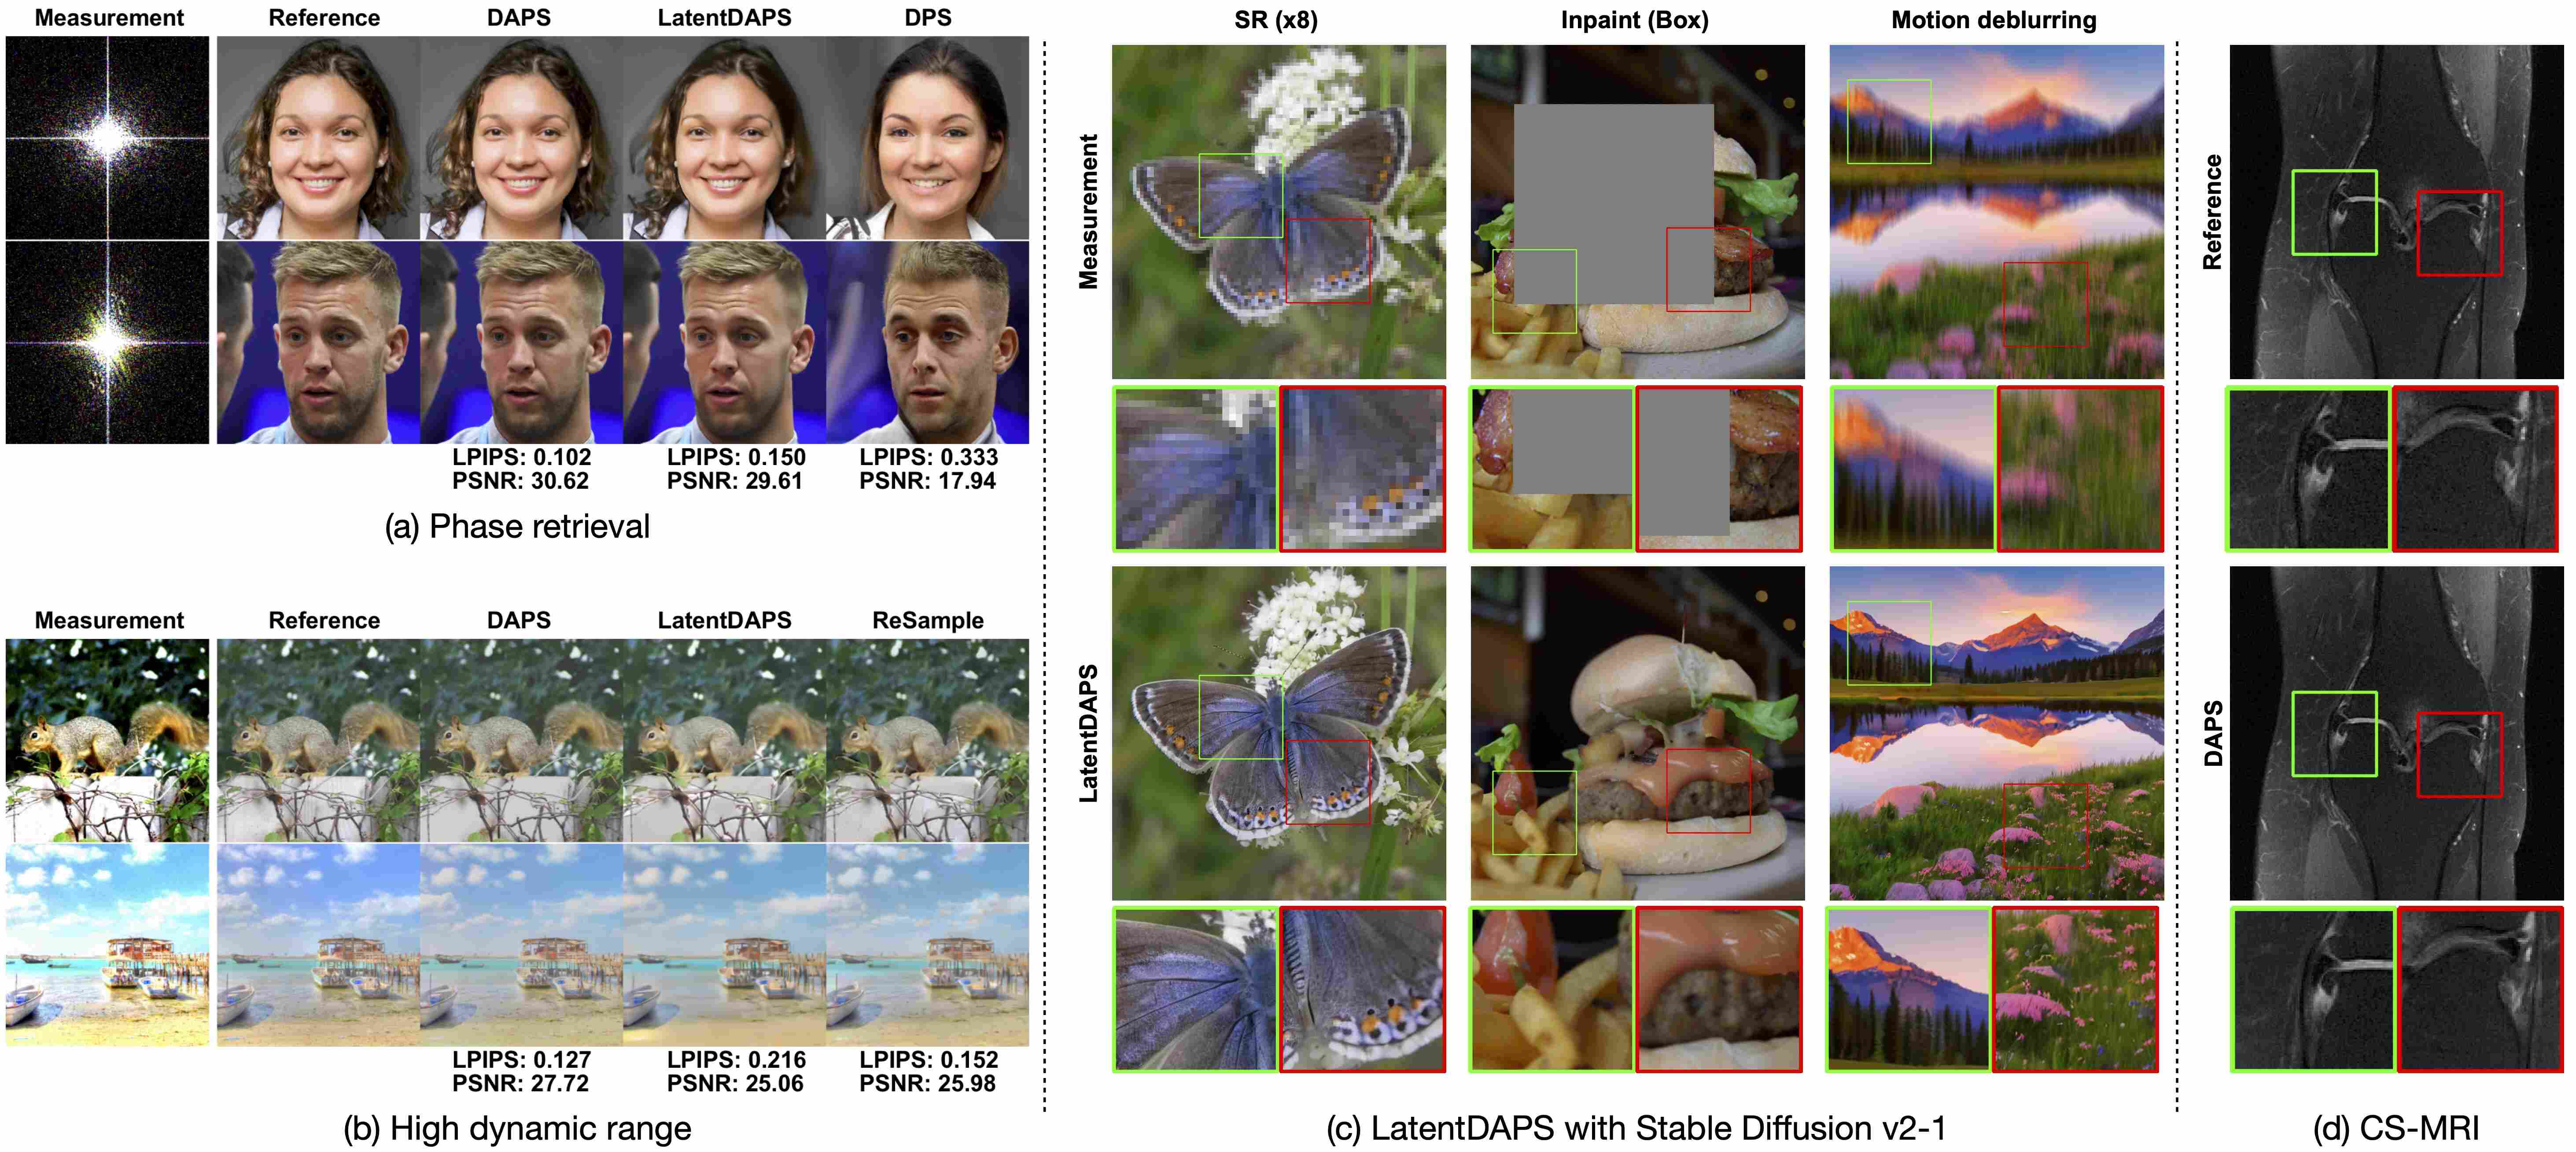 Measurement Reference DAPS LatentDAPS DPS
LPIPS: 0.102 LPIPS: 0.150 LPIPS: 0.333
PSNR: 30.62 PSNR: 29.61 PSNR: 17.94
(a) Phase retrieval
Measurement Reference DAPS LatentDAPS ReSample
LPIPS: 0.127 LPIPS: 0.216 LPIPS: 0.152
PSNR: 27.72 PSNR: 25.06 PSNR: 25.98
(b) High dynamic range
SR (x8) Inpaint (Box) Motion deblurring
Measurement
LatentDAPS
(c) LatentDAPS with Stable Diffusion v2-1
Reference
DAPS
(d) CS-MRI